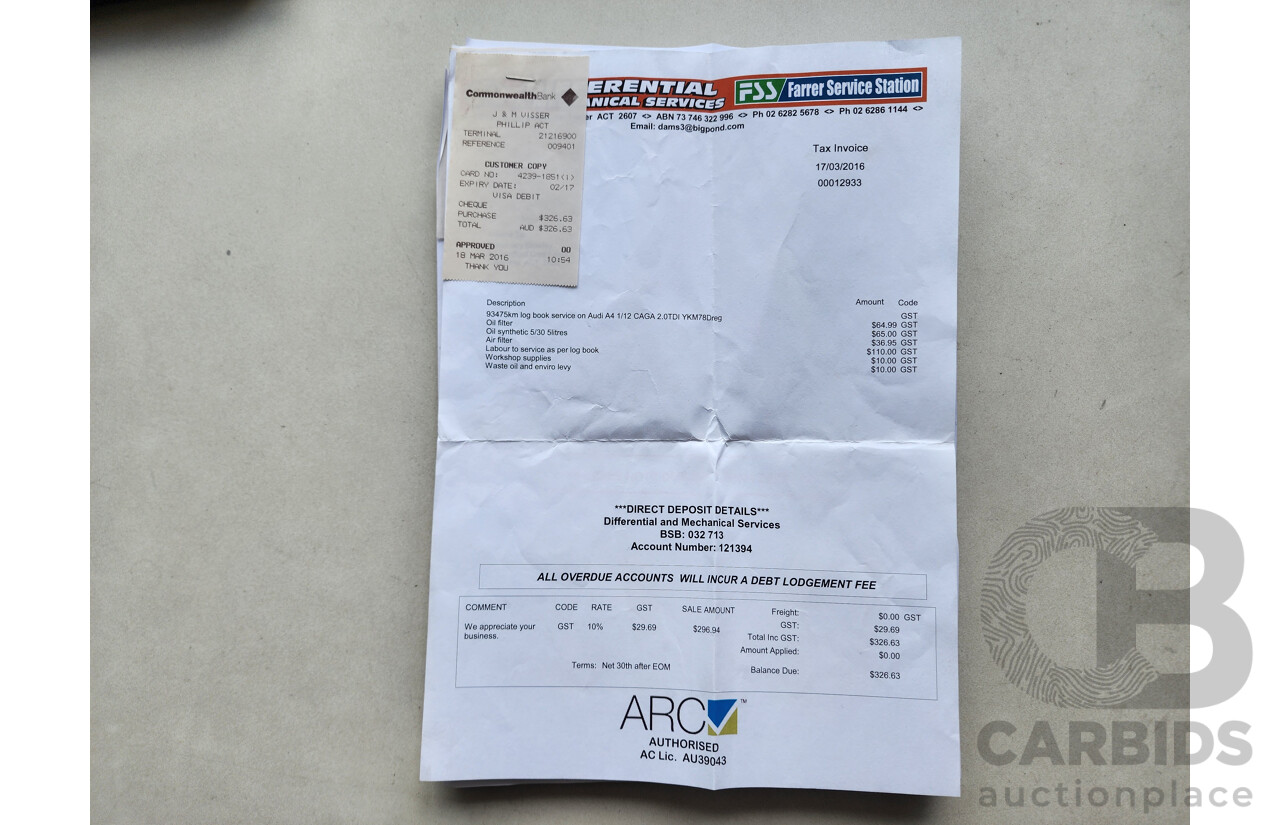 CommonwealthBank
J & M VISSER
PHILLIP ACT
TERMINAL 21216900
REFERENCE 009401
CUSTOMER COPY
CARD NO: 4239-1851(1)
EXPIRY DATE: 02/17
VISA DEBIT
CHEQUE
PURCHASE $326.63
TOTAL AUD $326.63
APPROVED 00
18 MAR 2016 10:54
THANK YOU
ERENTIAL
ANICAL SERVICES
FSS Farrer Service Station
er ACT 2607 <> ABN 73 746 322 996 <> Ph 02 6282 5678 <> Ph 02 6286 1144 <>
Email: dams3@bigpond.com
Tax Invoice
17/03/2016
00012933
Description Amount Code
93475km log book service on Audi A4 1/12 CAGA 2.0TDI YKM78Dreg GST
Oil filter $64.99 GST
Oil synthetic 5/30 5litres $65.00 GST
Air filter $36.95 GST
Labour to service as per log book $110.00 GST
Workshop supplies $10.00 GST
Waste oil and enviro levy $10.00 GST
***DIRECT DEPOSIT DETAILS***
Differential and Mechanical Services
BSB: 032 713
Account Number: 121394
ALL OVERDUE ACCOUNTS WILL INCUR A DEBT LODGEMENT FEE
COMMENT CODE RATE GST SALE AMOUNT Freight: $0.00 GST
We appreciate your GST 10% $29.69 $296.94 GST: $29.69
business. Total Inc GST: $326.63
Amount Applied: $0.00
Terms: Net 30th after EOM Balance Due: $326.63
ARC TM
AUTHORISED
AC Lic. AU39043
CB
CARBIDS
auctionplace